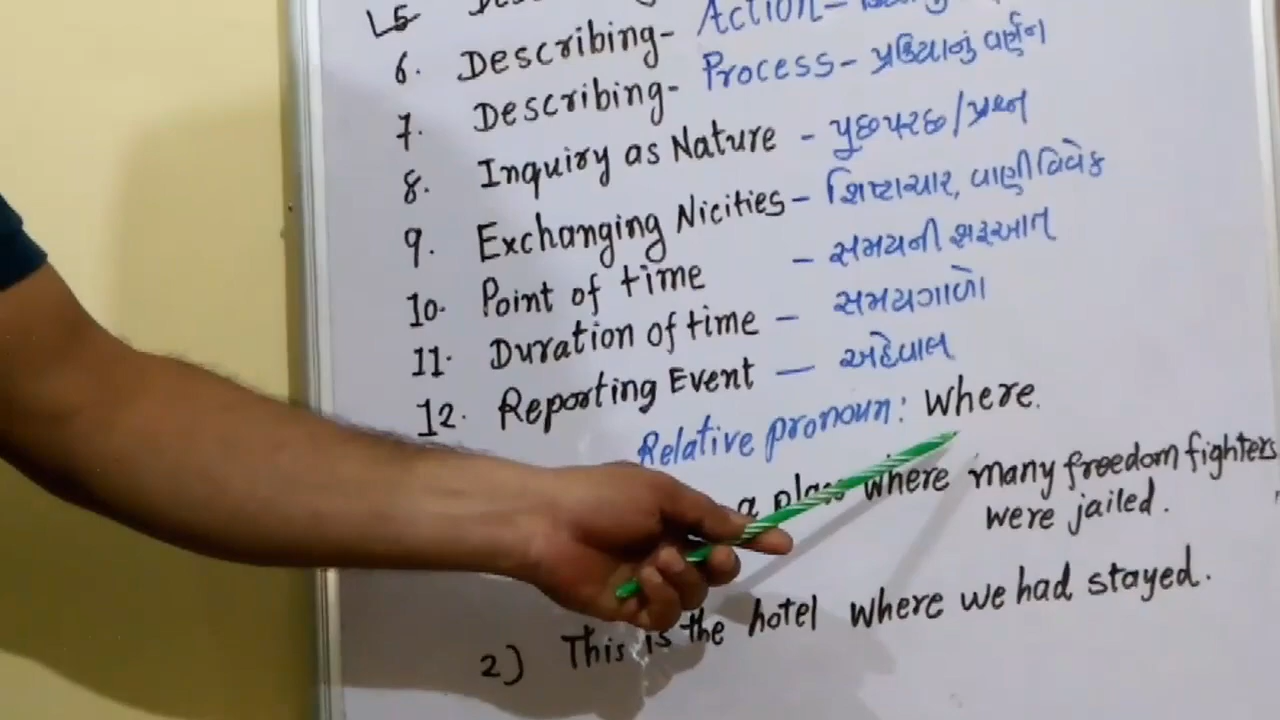 5
6. Describing- Action-
7. Describing- Process- પ્રક્રિયાનું વર્ણન
8. Inquiry as Nature - પુછપરછ/પ્રશ્ન
9. Exchanging Nicities- શિષ્ટાચાર, વાણીવિવેક
10. Point of time - સમયની શરૂઆત
11. Duration of time - સમયગાળો
12. Reporting Event - અહેવાલ
Relative pronoun: Where.
a place where many freedom fighters
were jailed.
2) This is the hotel where we had stayed.